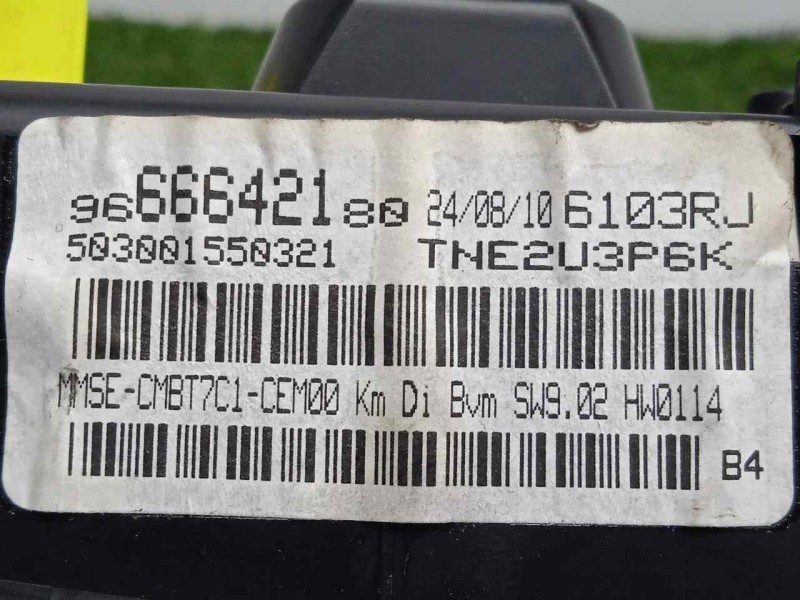 9666642180 24/08/10 6103RJ
503001550321 TNE2U3P6K
MMSE-CMBT7C1-CEM00 Km Di Bvm SW9.02 HW0114
B4